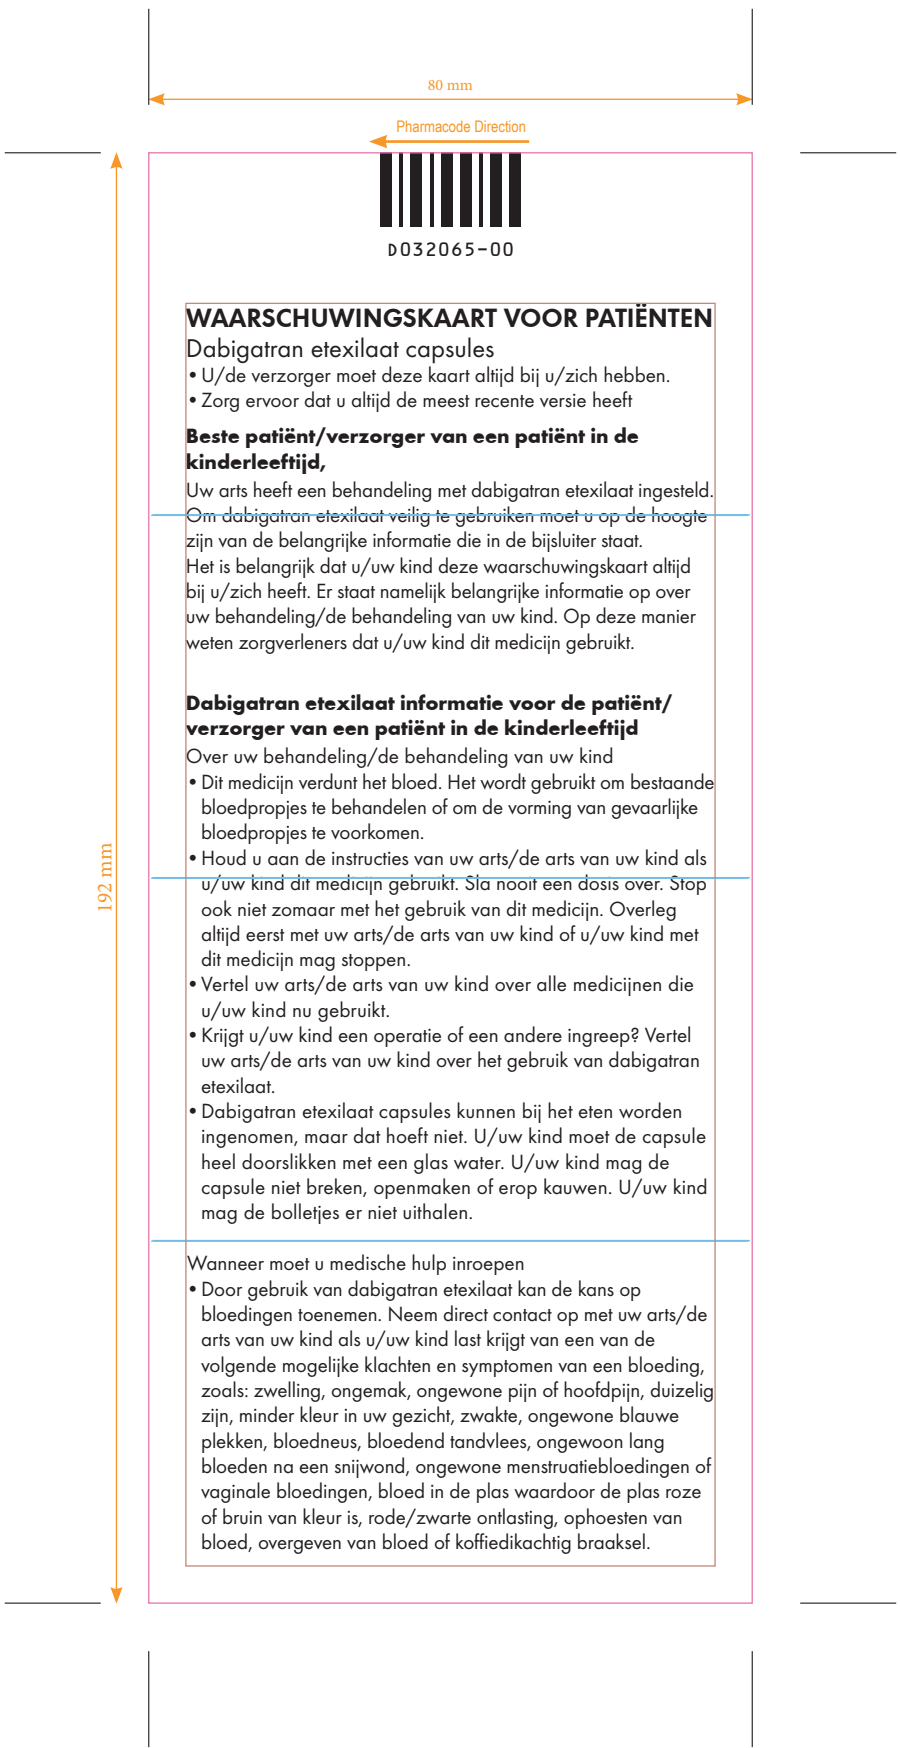 80 mm
Pharmacode Direction
D032065-00
192 mm
WAARSCHUWINGSKAART VOOR PATIËNTEN
Dabigatran etexilaat capsules
• U/de verzorger moet deze kaart altijd bij u/zich hebben.
• Zorg ervoor dat u altijd de meest recente versie heeft
Beste patiënt/verzorger van een patiënt in de
kinderleeftijd,
Uw arts heeft een behandeling met dabigatran etexilaat ingesteld.
Om dabigatran etexilaat veilig te gebruiken moet u op de hoogte
zijn van de belangrijke informatie die in de bijsluiter staat.
Het is belangrijk dat u/uw kind deze waarschuwingskaart altijd
bij u/zich heeft. Er staat namelijk belangrijke informatie op over
uw behandeling/de behandeling van uw kind. Op deze manier
weten zorgverleners dat u/uw kind dit medicijn gebruikt.
Dabigatran etexilaat informatie voor de patiënt/
verzorger van een patiënt in de kinderleeftijd
Over uw behandeling/de behandeling van uw kind
• Dit medicijn verdunt het bloed. Het wordt gebruikt om bestaande
bloedpropjes te behandelen of om de vorming van gevaarlijke
bloedpropjes te voorkomen.
• Houd u aan de instructies van uw arts/de arts van uw kind als
u/uw kind dit medicijn gebruikt. Sla nooit een dosis over. Stop
ook niet zomaar met het gebruik van dit medicijn. Overleg
altijd eerst met uw arts/de arts van uw kind of u/uw kind met
dit medicijn mag stoppen.
• Vertel uw arts/de arts van uw kind over alle medicijnen die
u/uw kind nu gebruikt.
• Krijgt u/uw kind een operatie of een andere ingreep? Vertel
uw arts/de arts van uw kind over het gebruik van dabigatran
etexilaat.
• Dabigatran etexilaat capsules kunnen bij het eten worden
ingenomen, maar dat hoeft niet. U/uw kind moet de capsule
heel doorslikken met een glas water. U/uw kind mag de
capsule niet breken, openmaken of erop kauwen. U/uw kind
mag de bolletjes er niet uithalen.
Wanneer moet u medische hulp inroepen
• Door gebruik van dabigatran etexilaat kan de kans op
bloedingen toenemen. Neem direct contact op met uw arts/de
arts van uw kind als u/uw kind last krijgt van een van de
volgende mogelijke klachten en symptomen van een bloeding,
zoals: zwelling, ongemak, ongewone pijn of hoofdpijn, duizelig
zijn, minder kleur in uw gezicht, zwakte, ongewone blauwe
plekken, bloedneus, bloedend tandvlees, ongewoon lang
bloeden na een snijwond, ongewone menstruatiebloedingen of
vaginale bloedingen, bloed in de plas waardoor de plas roze
of bruin van kleur is, rode/zwarte ontlasting, ophoesten van
bloed, overgeven van bloed of koffiedikachtig braaksel.